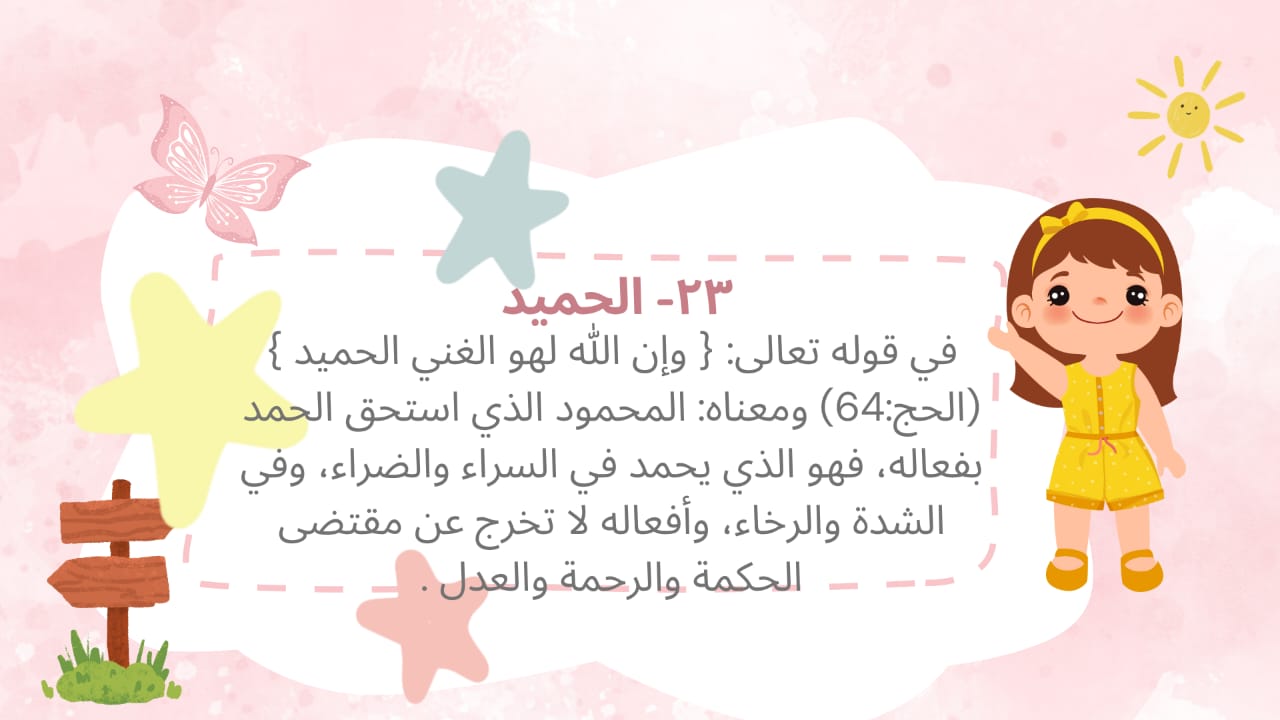 ٢٣- الحميد
في قوله تعالى: { وإن الله لهو الغني الحميد }
(الحج:64) ومعناه: المحمود الذي استحق الحمد
بفعاله، فهو الذي يحمد في السراء والضراء، وفي
الشدة والرخاء، وأفعاله لا تخرج عن مقتضى
الحكمة والرحمة والعدل .